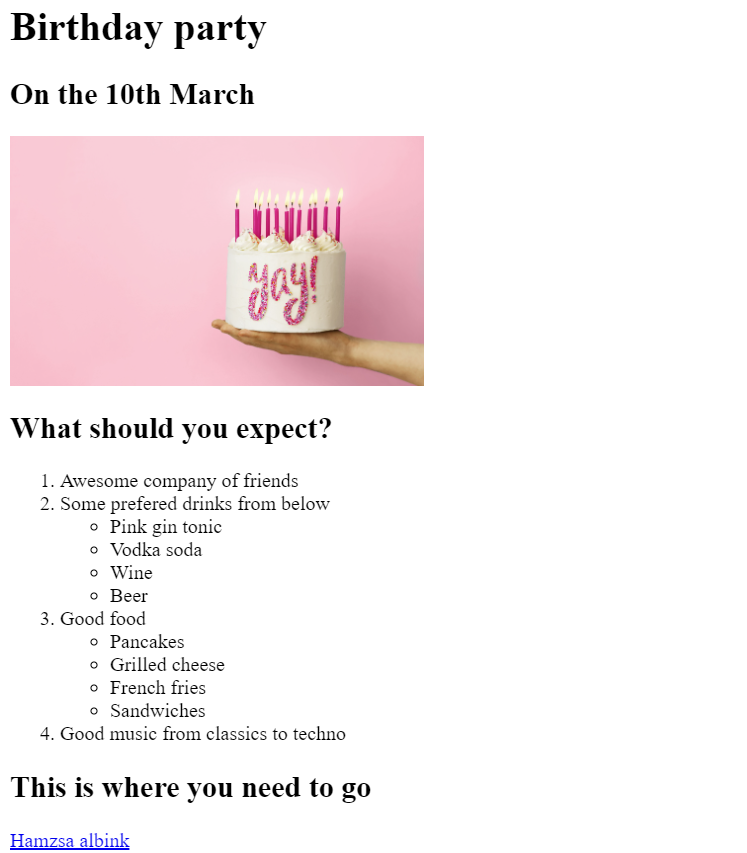 Birthday party
On the 10th March
yay!
What should you expect?
1. Awesome company of friends
2. Some prefered drinks from below
○ Pink gin tonic
○ Vodka soda
○ Wine
○ Beer
3. Good food
○ Pancakes
○ Grilled cheese
○ French fries
○ Sandwiches
4. Good music from classics to techno
This is where you need to go
Hamzsa albink